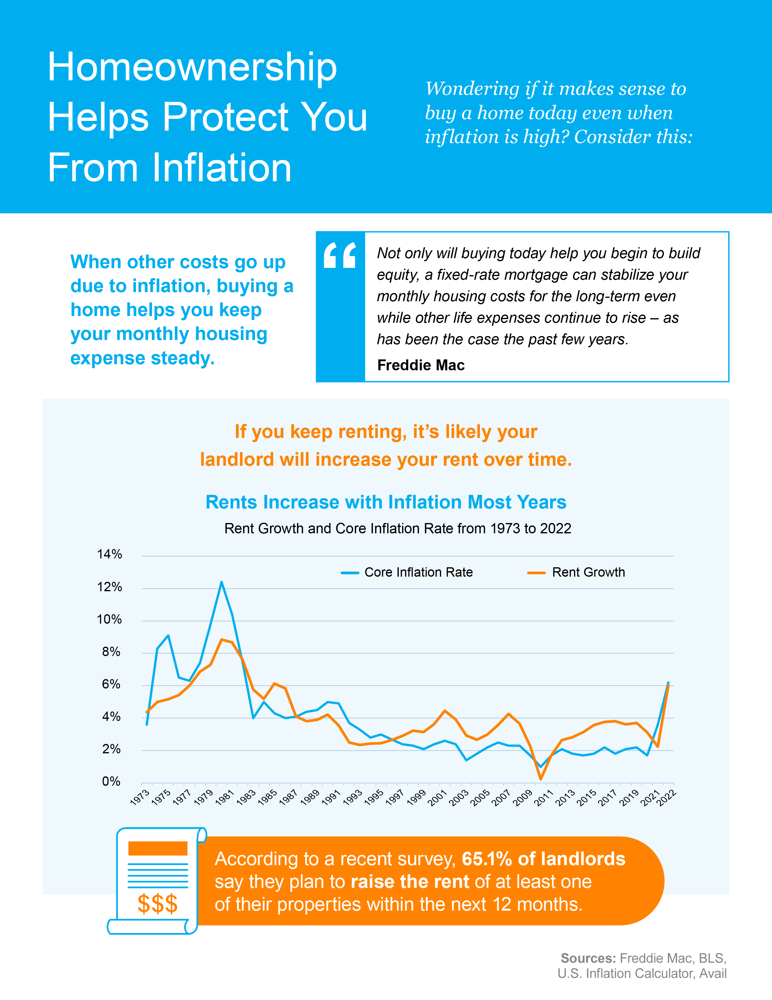 Homeownership
Helps Protect You
From Inflation
Wondering if it makes sense to
buy a home today even when
inflation is high? Consider this:
When other costs go up
due to inflation, buying a
home helps you keep
your monthly housing
expense steady.
“
Not only will buying today help you begin to build
equity, a fixed-rate mortgage can stabilize your
monthly housing costs for the long-term even
while other life expenses continue to rise – as
has been the case the past few years.
Freddie Mac
If you keep renting, it’s likely your
landlord will increase your rent over time.
Rents Increase with Inflation Most Years
Rent Growth and Core Inflation Rate from 1973 to 2022
Core Inflation Rate
Rent Growth
14%
12%
10%
8%
6%
4%
2%
0%
1973 1975 1977 1979 1981 1983 1985 1987 1989 1991 1993 1995 1997 1999 2001 2003 2005 2007 2009 2011 2013 2015 2017 2019 2021 2022
$$$
According to a recent survey, 65.1% of landlords
say they plan to raise the rent of at least one
of their properties within the next 12 months.
Sources: Freddie Mac, BLS,
U.S. Inflation Calculator, Avail